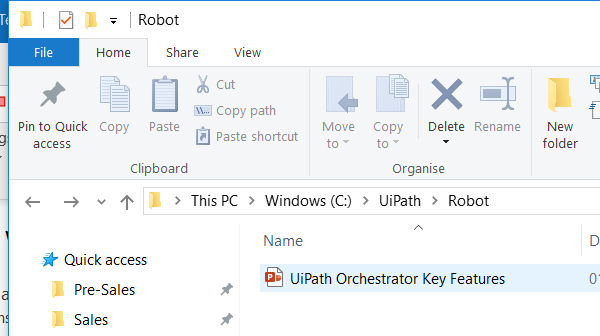 Robot
File Home Share View
Pin to Quick access
Copy
Paste
Cut
Copy path
Paste shortcut
Clipboard
Move to
Copy to
Delete
Rename
Organise
New folder
This PC > Windows (C:) > UiPath > Robot
Name
Quick access
Pre-Sales
Sales
UiPath Orchestrator Key Features